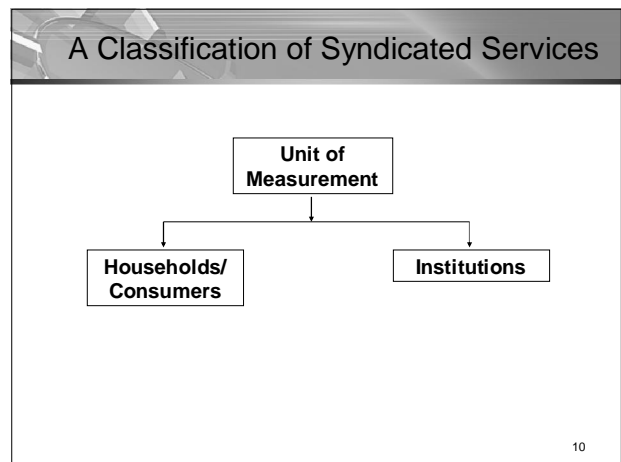 A Classification of Syndicated Services
Unit of
Measurement
Households/
Consumers
Institutions
10